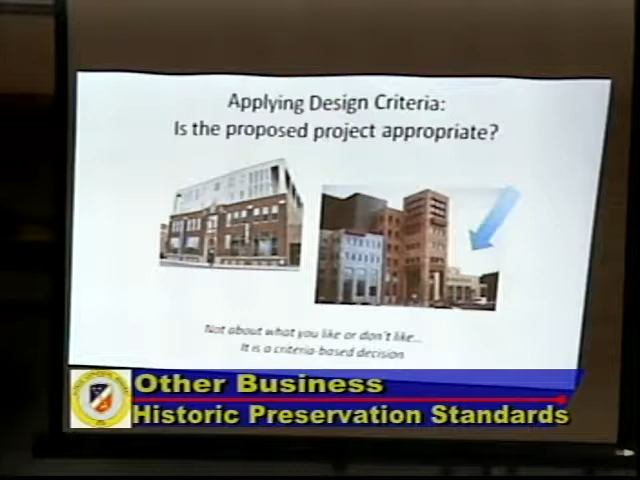 Applying Design Criteria:
Is the proposed project appropriate?
Not about what you like or don't like...
It is a criteria-based decision
Other Business
Historic Preservation Standards